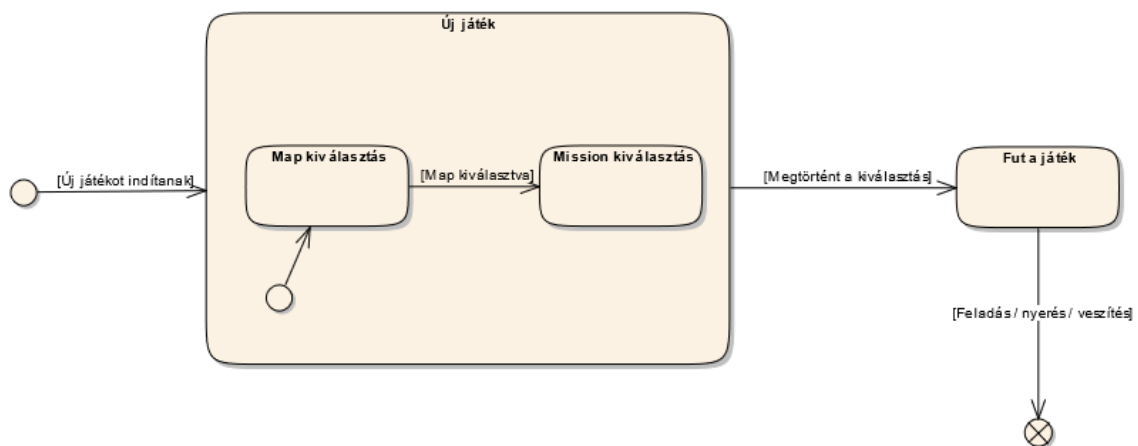 Új játék
Map kiválasztás
Mission kiválasztás
Fut a játék
[Új játékot indítanak]
[Map kiválasztva]
[Megtörtént a kiválasztás]
[Feladás / nyerés / veszítés]